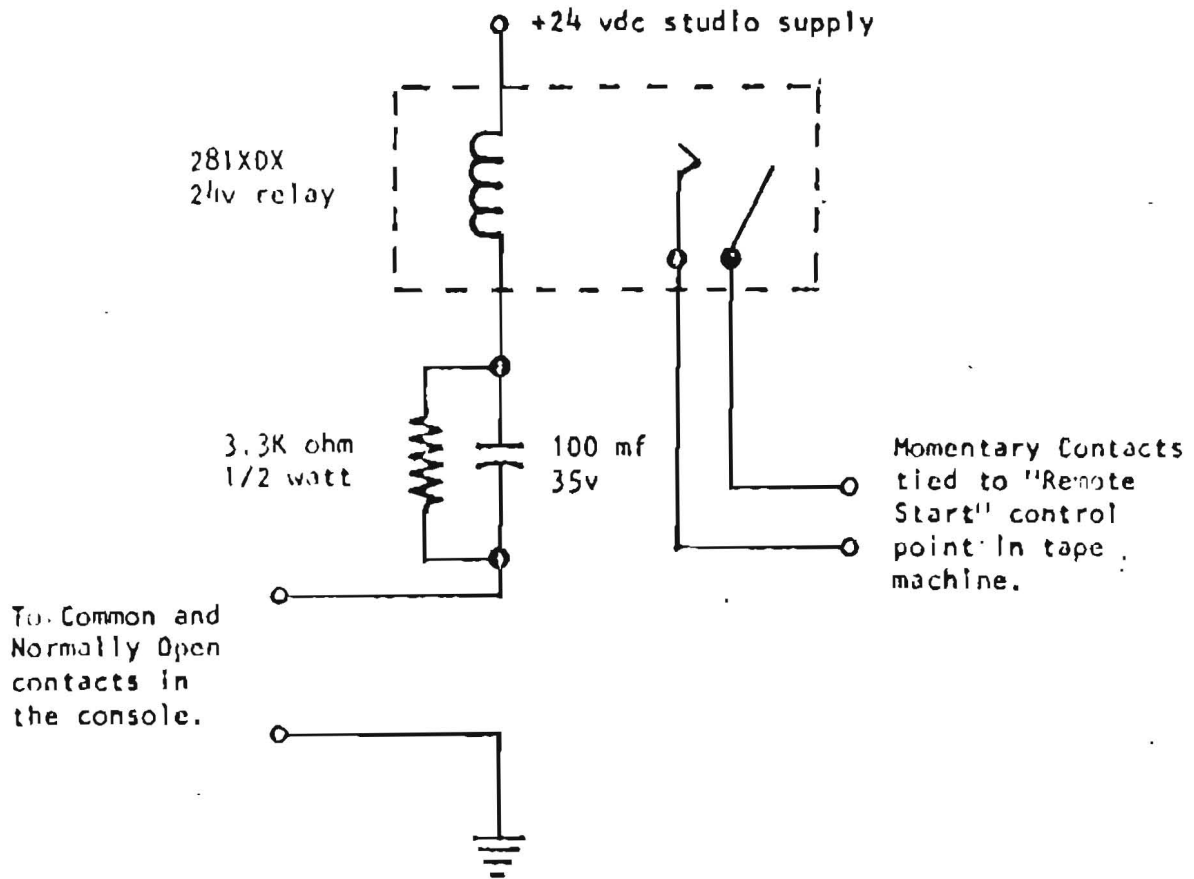 +24 vdc studio supply
281XDX
24v relay
3.3K ohm
1/2 watt
100 mf
35v
Momentary Contacts
tied to "Remote
Start" control
point in tape
machine.
To Common and
Normally Open
contacts in
the console.